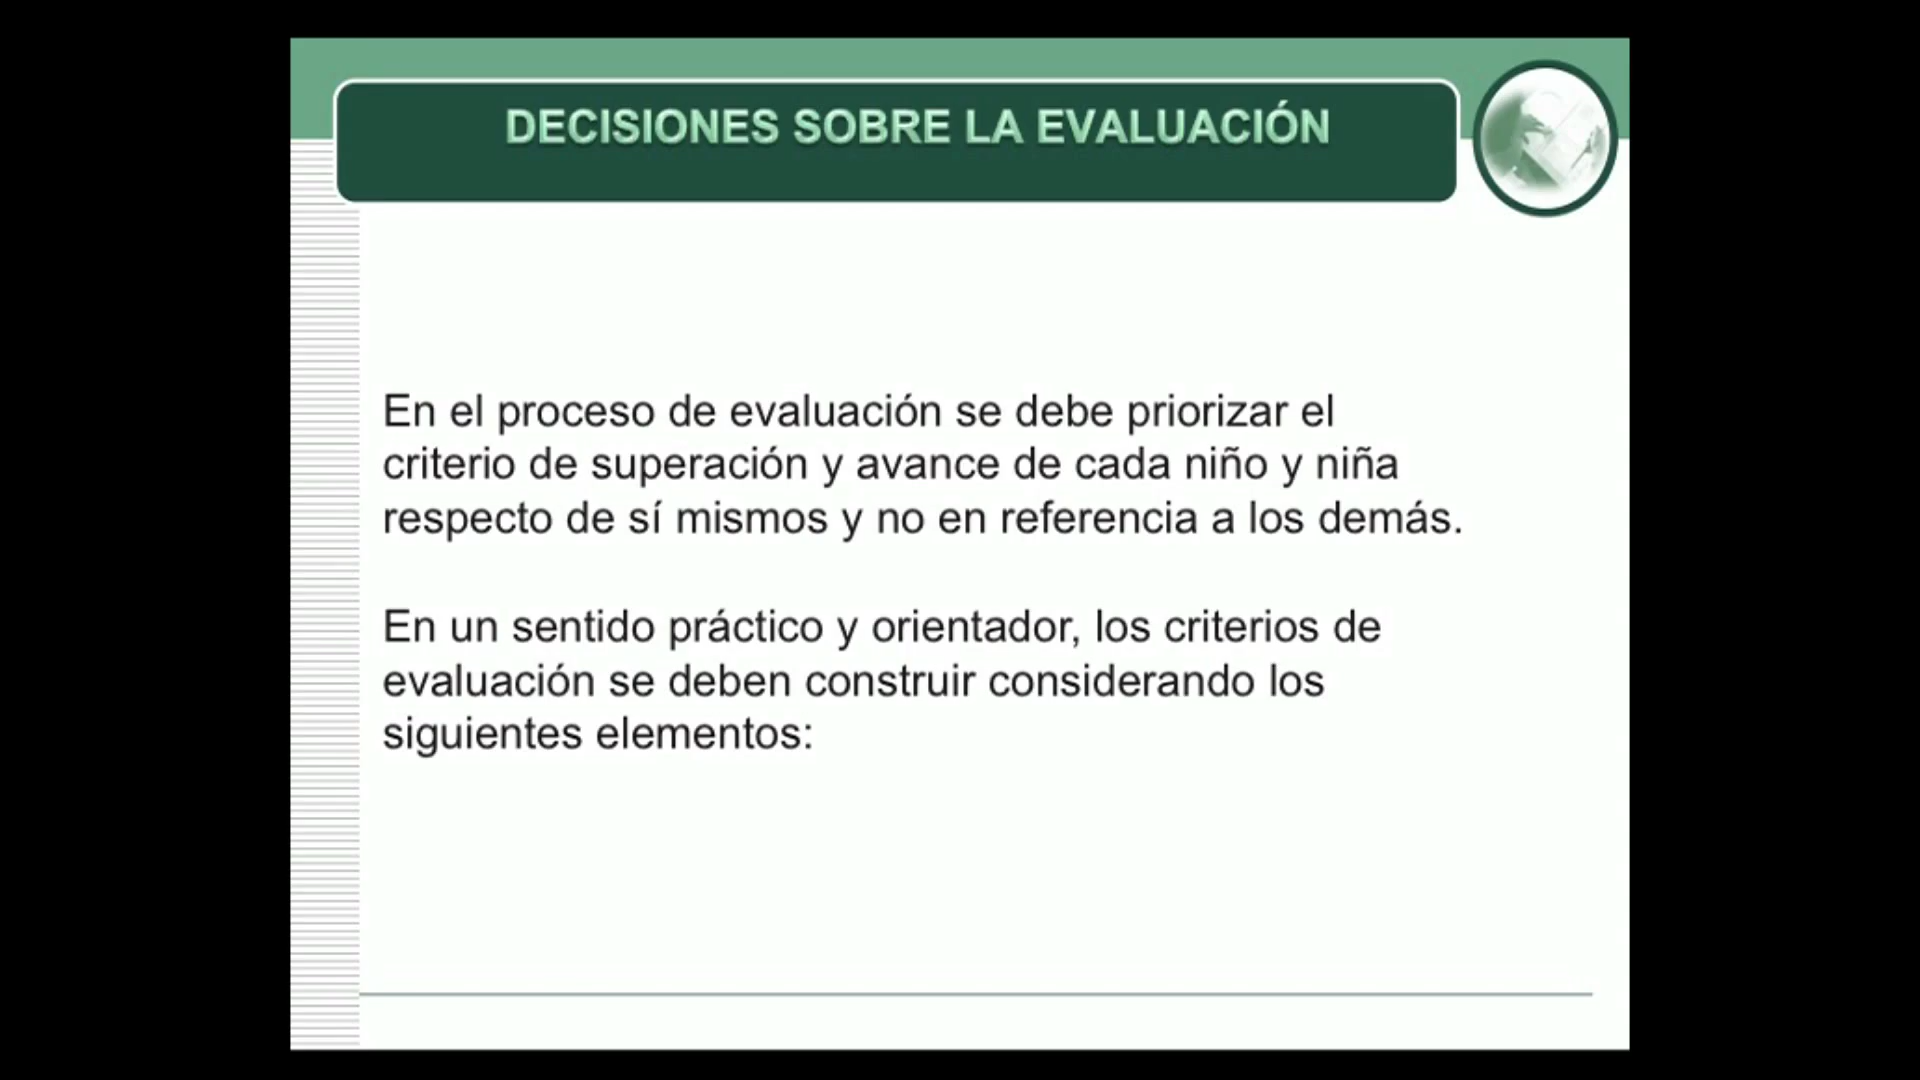 DECISIONES SOBRE LA EVALUACIÓN
En el proceso de evaluación se debe priorizar el
criterio de superación y avance de cada niño y niña
respecto de sí mismos y no en referencia a los demás.
En un sentido práctico y orientador, los criterios de
evaluación se deben construir considerando los
siguientes elementos: